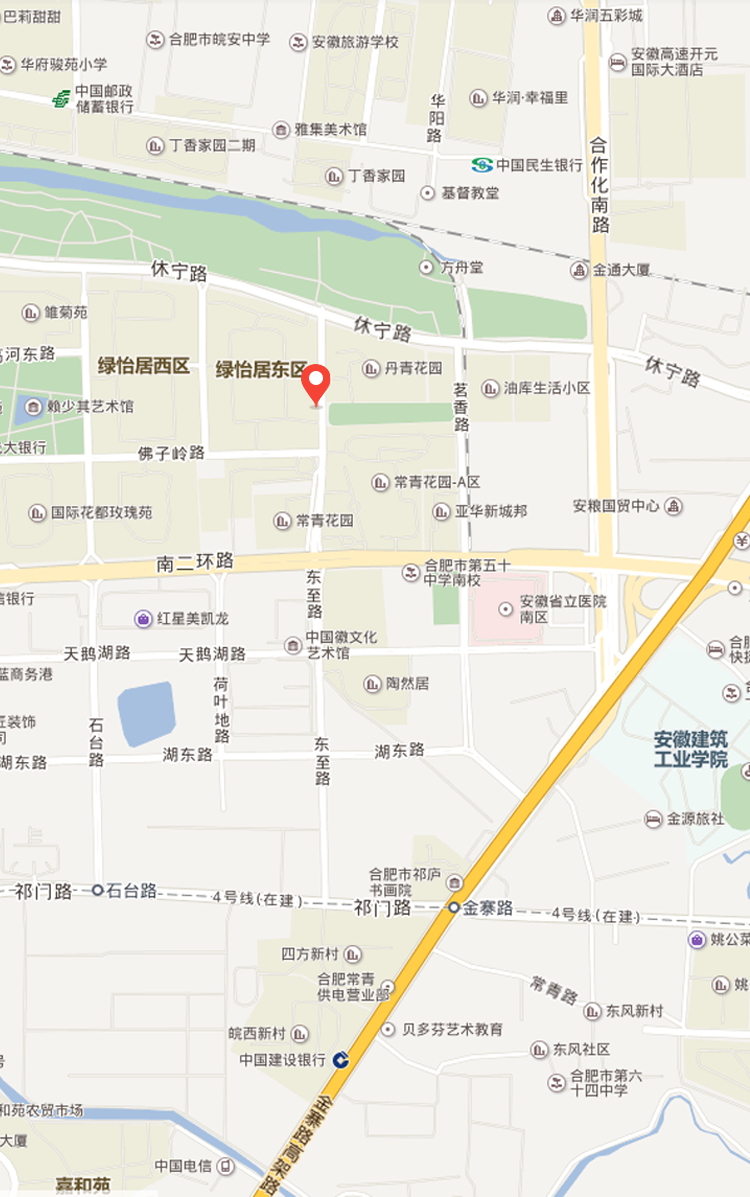 巴莉甜甜
合肥市皖安中学
安徽旅游学校
华润五彩城
华府骏苑小学
安徽高速开元
国际大酒店
中国邮政
储蓄银行
华阳路
华润·幸福里
雅集美术馆
丁香家园二期
合作化南路
中国民生银行
丁香家园
基督教堂
方舟堂
金通大厦
休宁路
雒菊苑
休宁路
河东路
绿怡居西区
绿怡居东区
丹青花园
休宁路
茗香路
油库生活小区
赖少其艺术馆
大银行
佛子岭路
常青花园-A区
国际花都玫瑰苑
常青花园
亚华新城邦
安粮国贸中心
南二环路
合肥市第五十
中学南校
东至路
信银行
安徽省立医院
南区
红星美凯龙
中国徽文化
艺术馆
天鹅湖路
天鹅湖路
合肥
快捷
蓝商务港
荷叶地路
陶然居
石台路
匠装饰
司
安徽建筑
工业学院
湖东路
湖东路
东至路
湖东路
金源旅社
合肥市祁庐
书画院
祁门路
石台路
4号线(在建)
祁门路
金寨路
4号线(在建)
姚公菜
四方新村
合肥常青
供电营业部
常青路
姚
东风新村
皖西新村
贝多芬艺术教育
中国建设银行
东风社区
合肥市第六
十四中学
号
和苑农贸市场
金寨路高架路
大厦
中国电信
嘉和苑